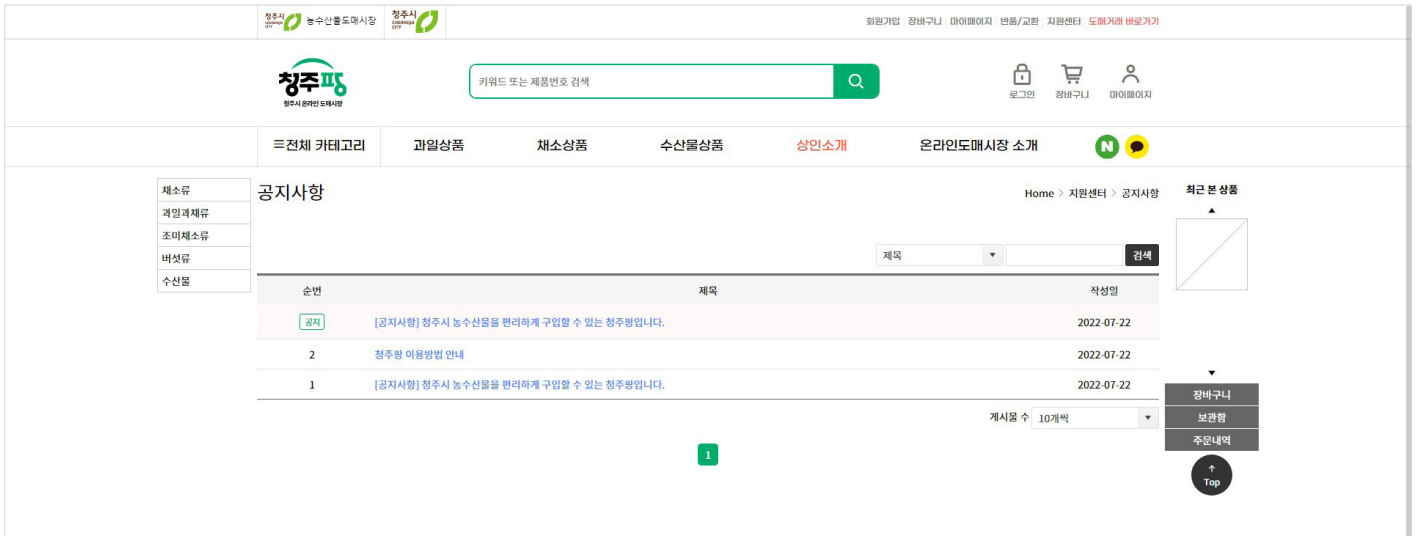 청주시 CHEONGJU CITY 농수산물도매시장 청주시 CHEONGJU CITY
회원가입 장바구니 마이페이지 반품/교환 지원센터 도매거래 바로가기
청주팡
청주시 온라인 도매시장
키워드 또는 제품번호 검색
로그인 장바구니 마이페이지
전체 카테고리 과일상품 채소상품 수산물상품 상인소개 온라인도매시장 소개 N
채소류
과일과채류
조미채소류
버섯류
수산물
공지사항
Home > 지원센터 > 공지사항
제목 ▼ 검색
순번 제목 작성일
공지 [공지사항] 청주시 농수산물을 편리하게 구입할 수 있는 청주팡입니다. 2022-07-22
2 청주팡 이용방법 안내 2022-07-22
1 [공지사항] 청주시 농수산물을 편리하게 구입할 수 있는 청주팡입니다. 2022-07-22
게시물 수 10개씩 ▼
1
최근 본 상품
▲
▼
장바구니
보관함
주문내역
↑
Top